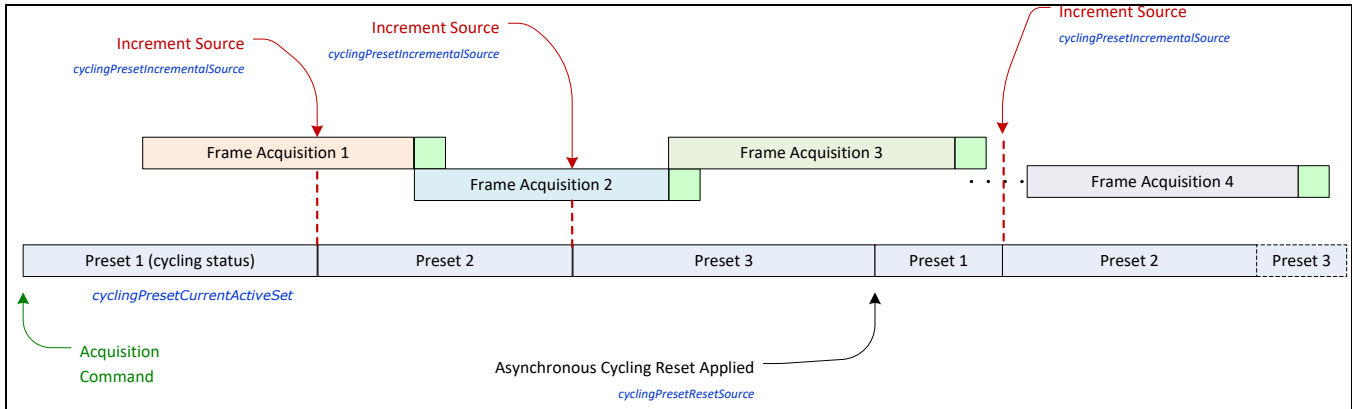 Increment Source
cyclingPresetIncrementalSource
Increment Source
cyclingPresetIncrementalSource
Increment Source
cyclingPresetIncrementalSource
Frame Acquisition 1
Frame Acquisition 2
Frame Acquisition 3
. . . . .
Frame Acquisition 4
Preset 1 (cycling status)
Preset 2
Preset 3
Preset 1
Preset 2
Preset 3
cyclingPresetCurrentActiveSet
Acquisition
Command
Asynchronous Cycling Reset Applied
cyclingPresetResetSource